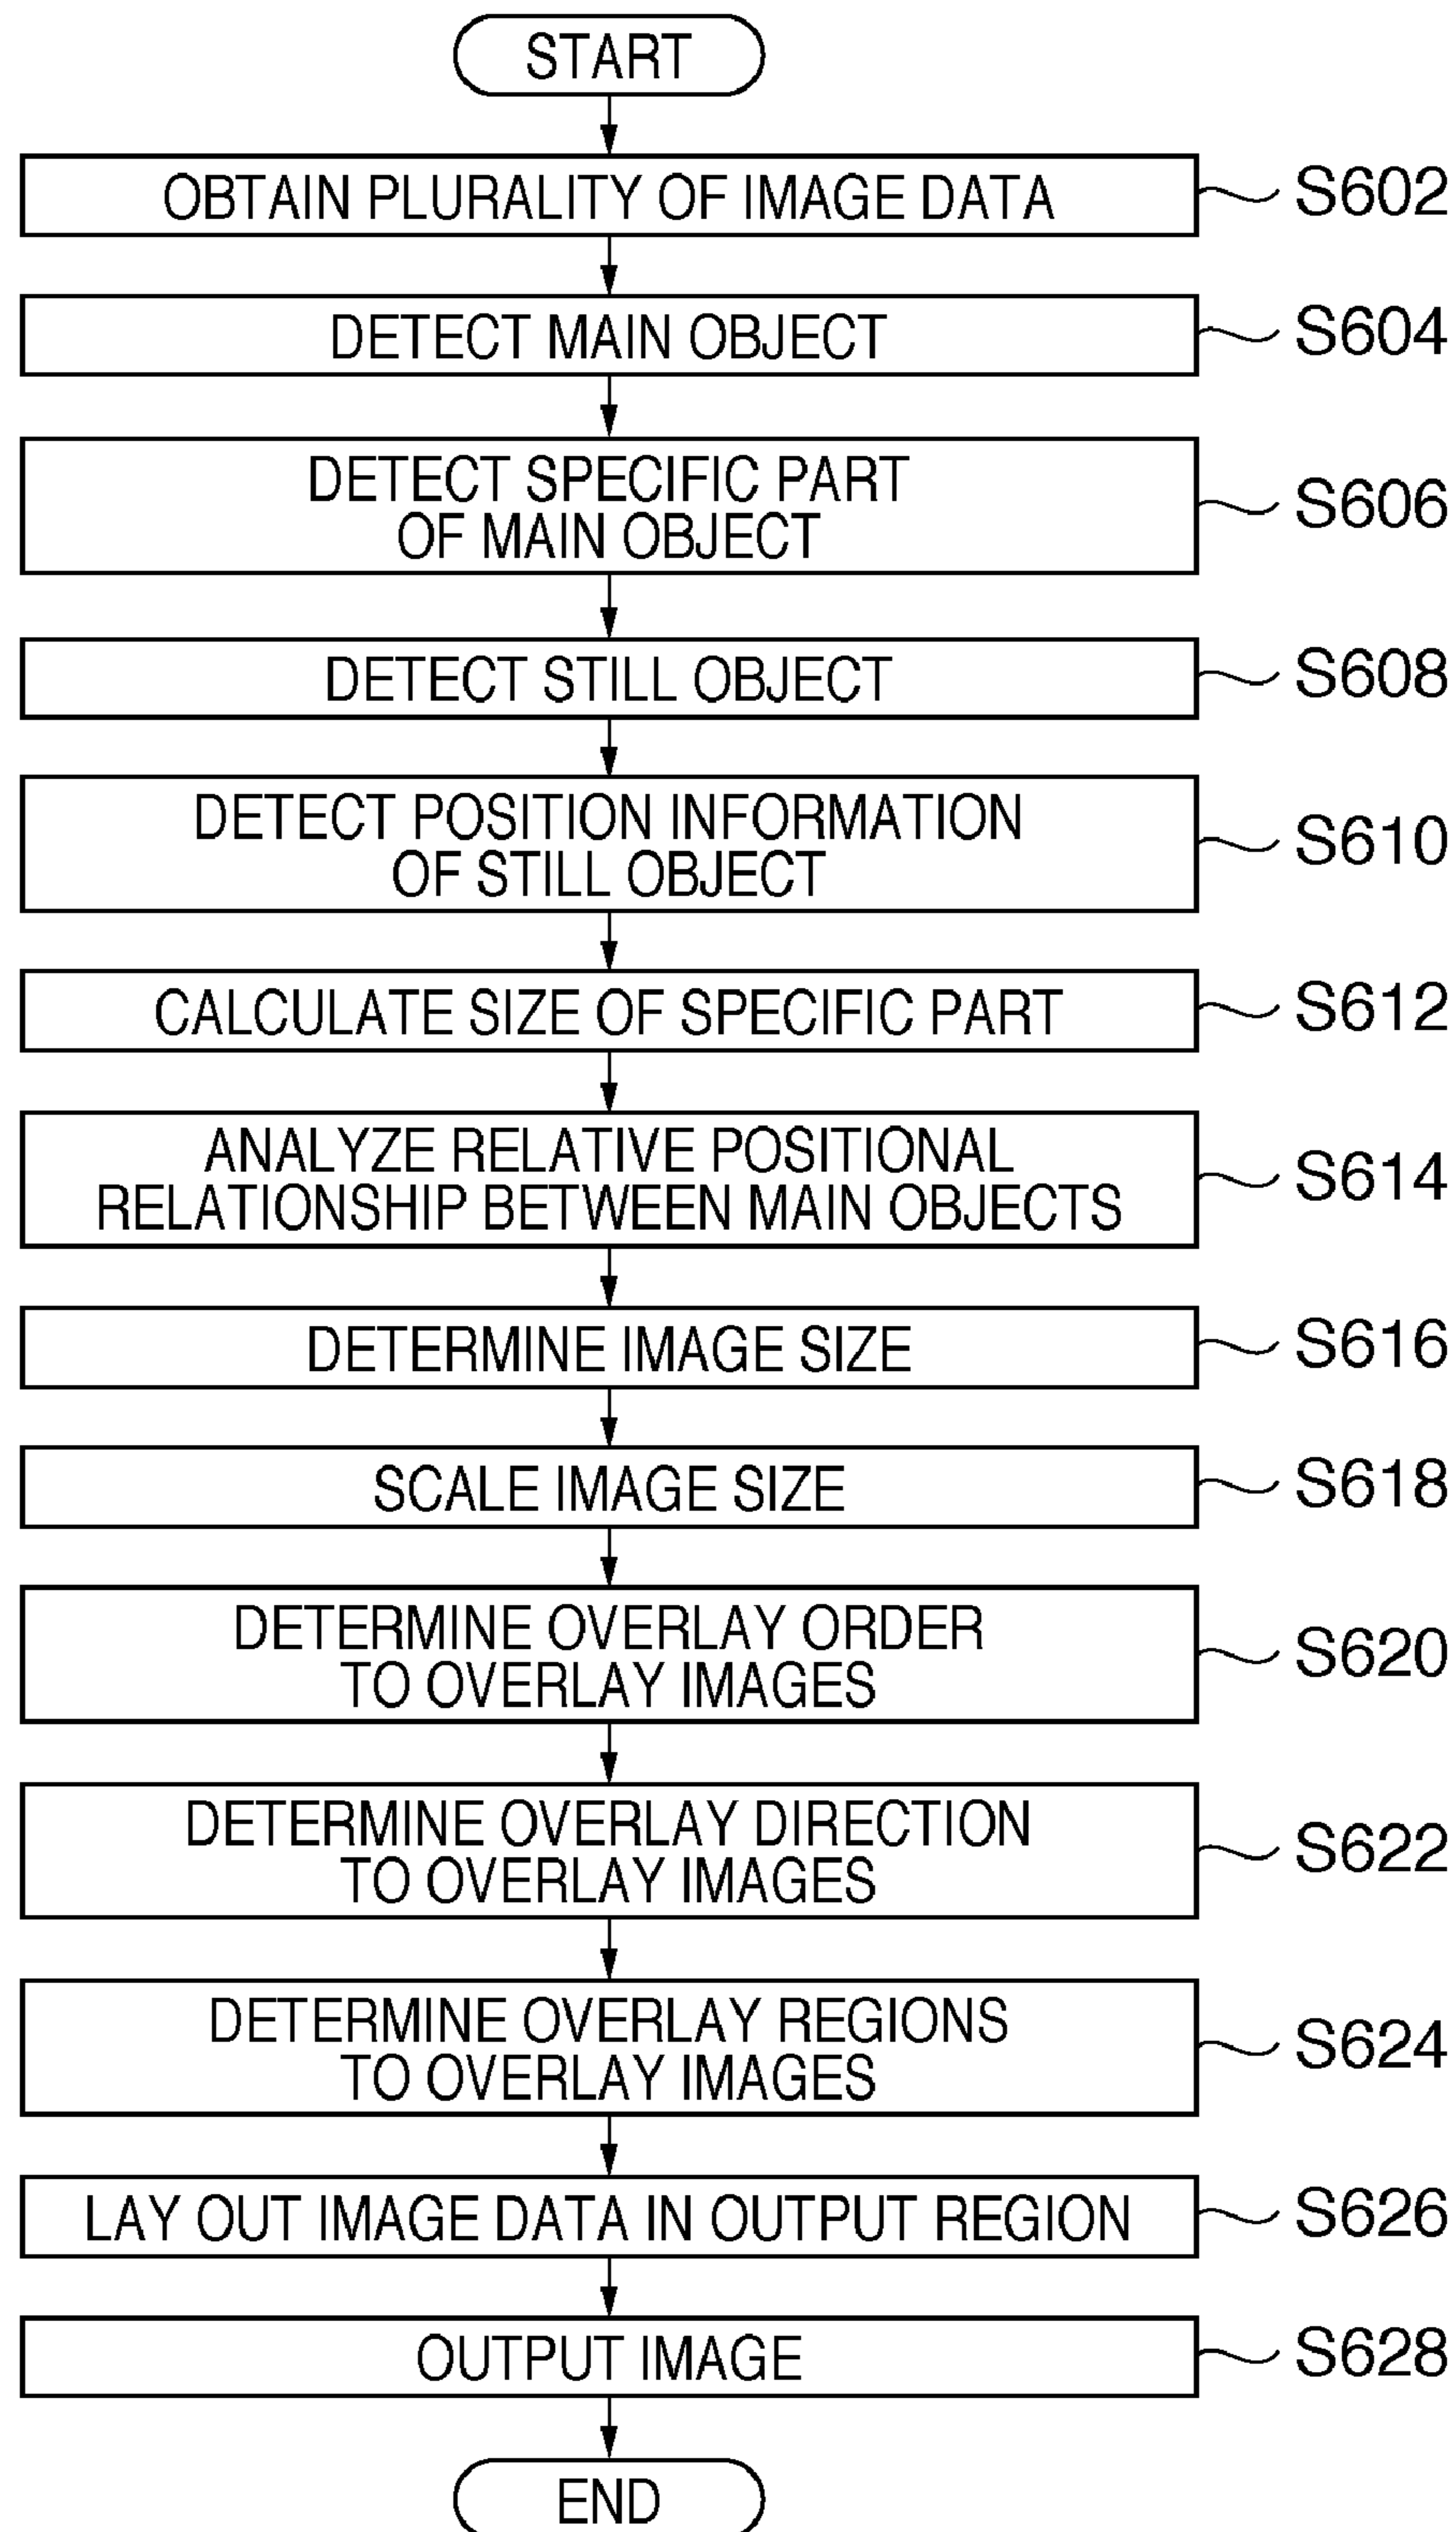 START
OBTAIN PLURALITY OF IMAGE DATA
S602
DETECT MAIN OBJECT
S604
DETECT SPECIFIC PART
OF MAIN OBJECT
S606
DETECT STILL OBJECT
S608
DETECT POSITION INFORMATION
OF STILL OBJECT
S610
CALCULATE SIZE OF SPECIFIC PART
S612
ANALYZE RELATIVE POSITIONAL
RELATIONSHIP BETWEEN MAIN OBJECTS
S614
DETERMINE IMAGE SIZE
S616
SCALE IMAGE SIZE
S618
DETERMINE OVERLAY ORDER
TO OVERLAY IMAGES
S620
DETERMINE OVERLAY DIRECTION
TO OVERLAY IMAGES
S622
DETERMINE OVERLAY REGIONS
TO OVERLAY IMAGES
S624
LAY OUT IMAGE DATA IN OUTPUT REGION
S626
OUTPUT IMAGE
S628
END